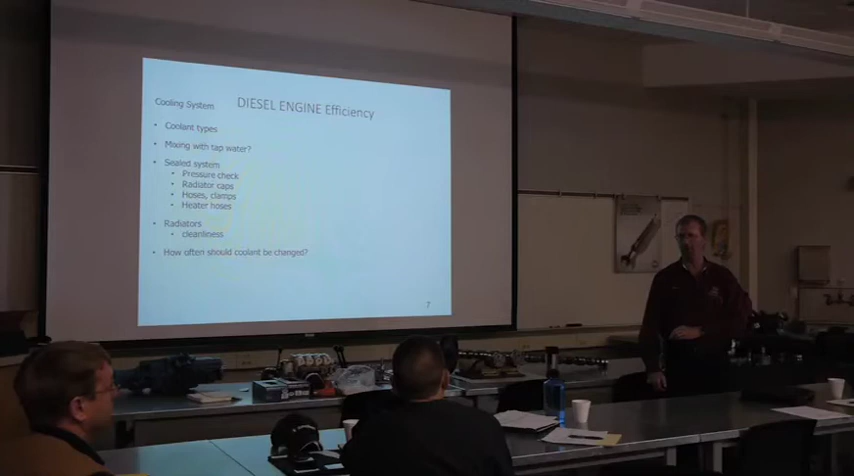 Cooling System
DIESEL ENGINE Efficiency
• Coolant types
• Mixing with tap water?
• Sealed system
• Pressure check
• Radiator caps
• Hoses, clamps
• Heater hoses
• Radiators
• cleanliness
• How often should coolant be changed?
7